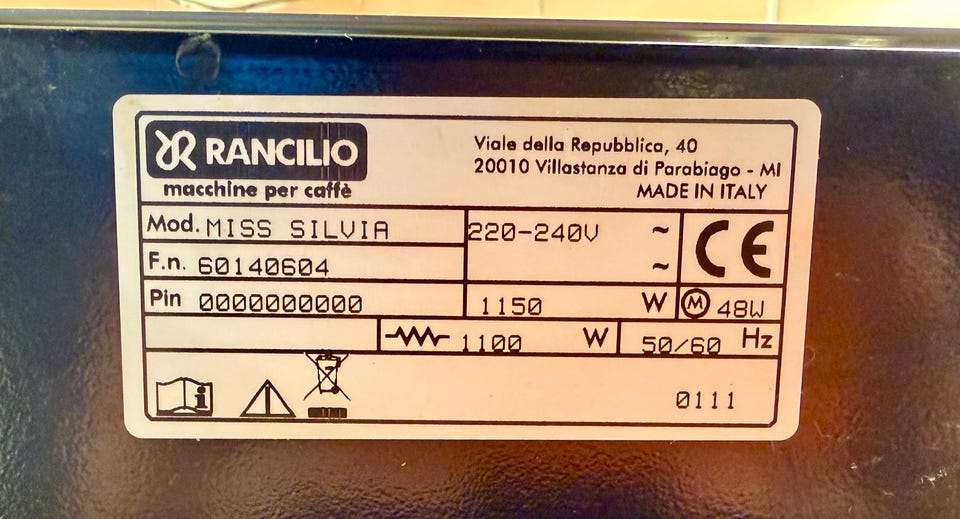 RANCILIO
macchine per caffè
Viale della Repubblica, 40
20010 Villastanza di Parabiago - MI
MADE IN ITALY
Mod. MISS SILVIA
220-240V ~
~
CE
F.n. 60140604
Pin 0000000000
1150 W
M 48W
1100 W
50/60 Hz
i
0111